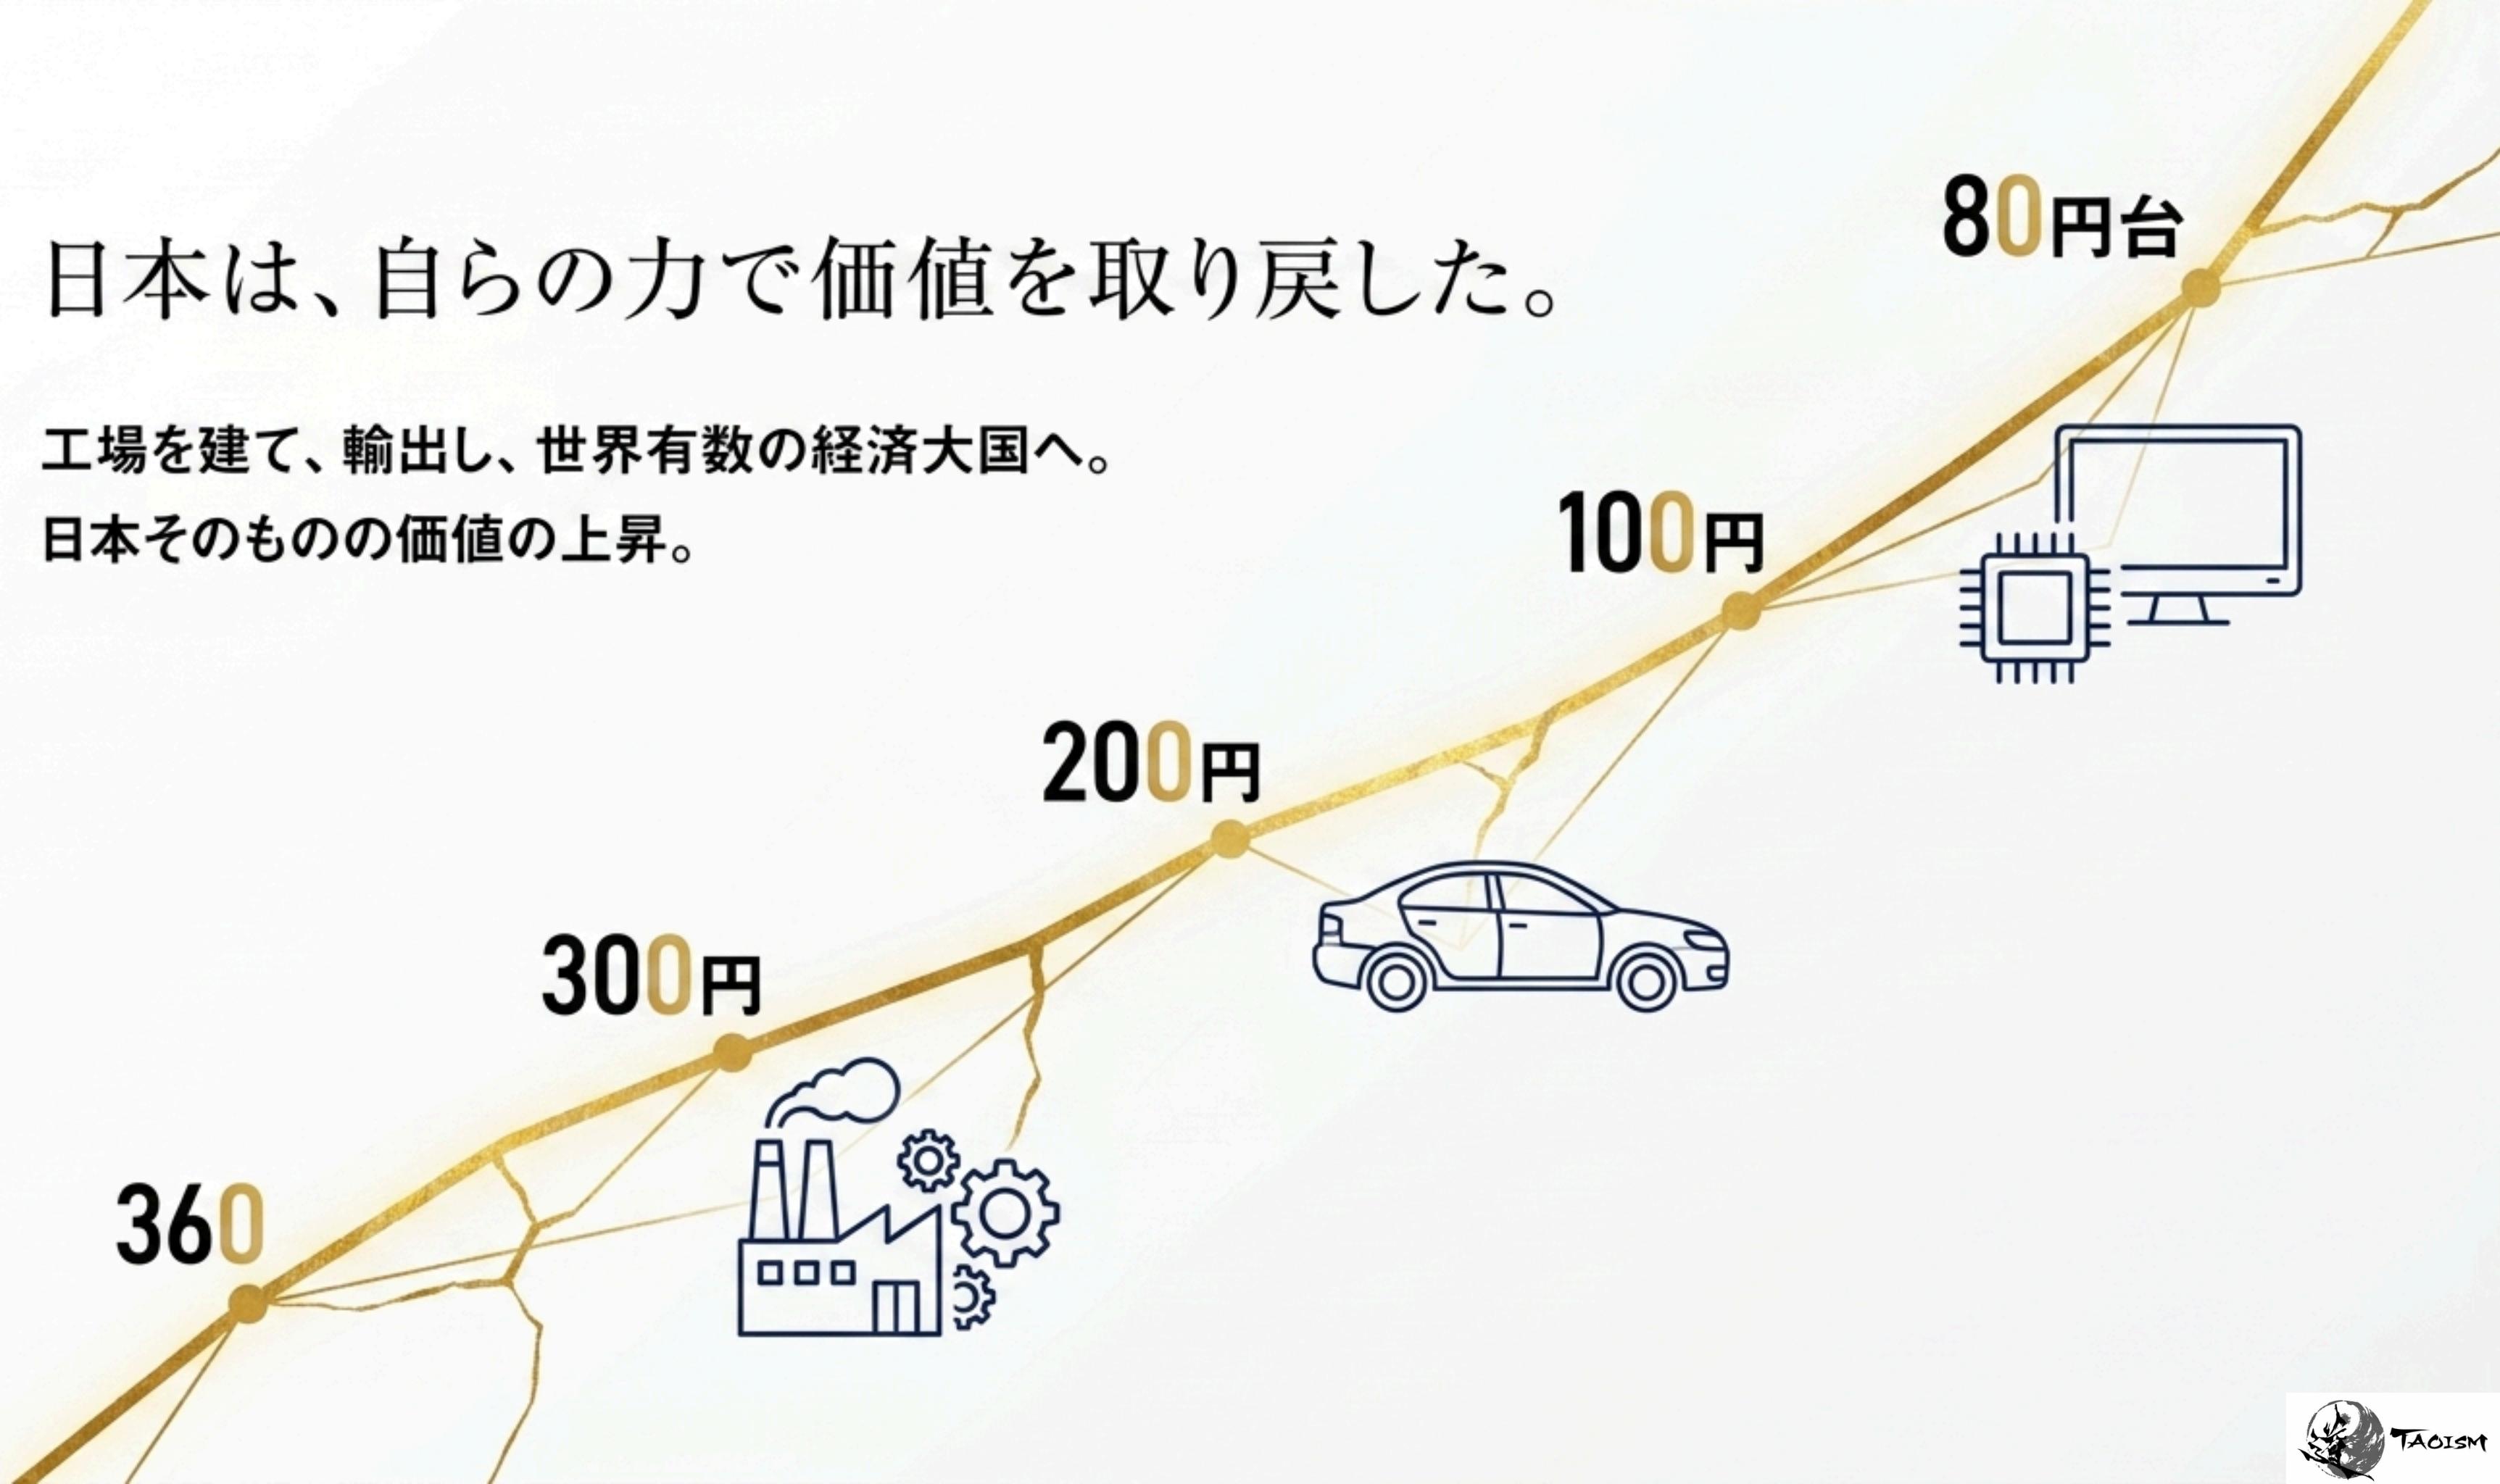 日本は、自らの力で価値を取り戻した。
工場を建て、輸出し、世界有数の経済大国へ。
日本そのものの価値の上昇。
80円台
100円
200円
300円
360
TAOISM